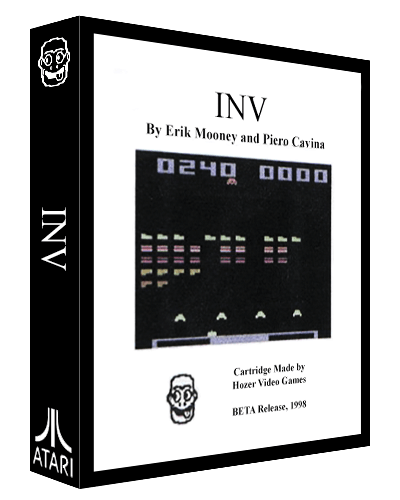 INV
By Erik Mooney and Piero Cavina
0240 0000
Cartridge Made by
Hozer Video Games
BETA Release, 1998
INV
ATARI